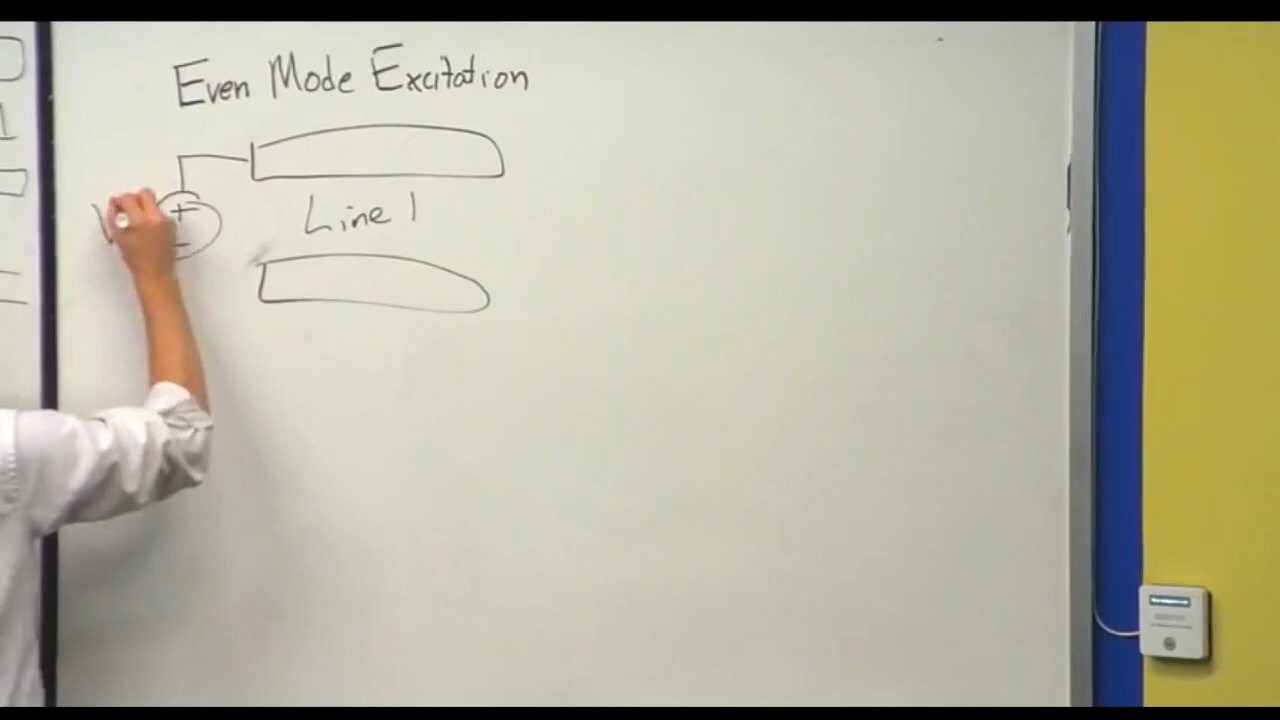 Even Mode Excitation
+
Line 1
-